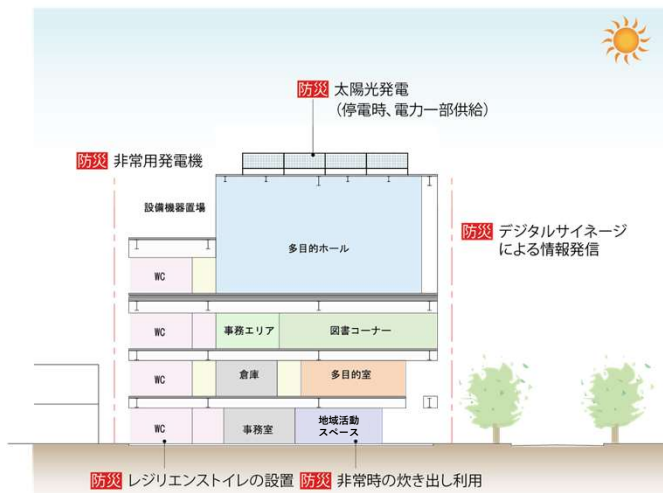 防災 太陽光発電
（停電時、電力一部供給）
防災 非常用発電機
設備機器置場
防災 デジタルサイネージ
による情報発信
多目的ホール
WC
WC
事務エリア
図書コーナー
WC
倉庫
多目的室
WC
事務室
地域活動
スペース
防災 レジリエンストイレの設置
防災 非常時の炊き出し利用